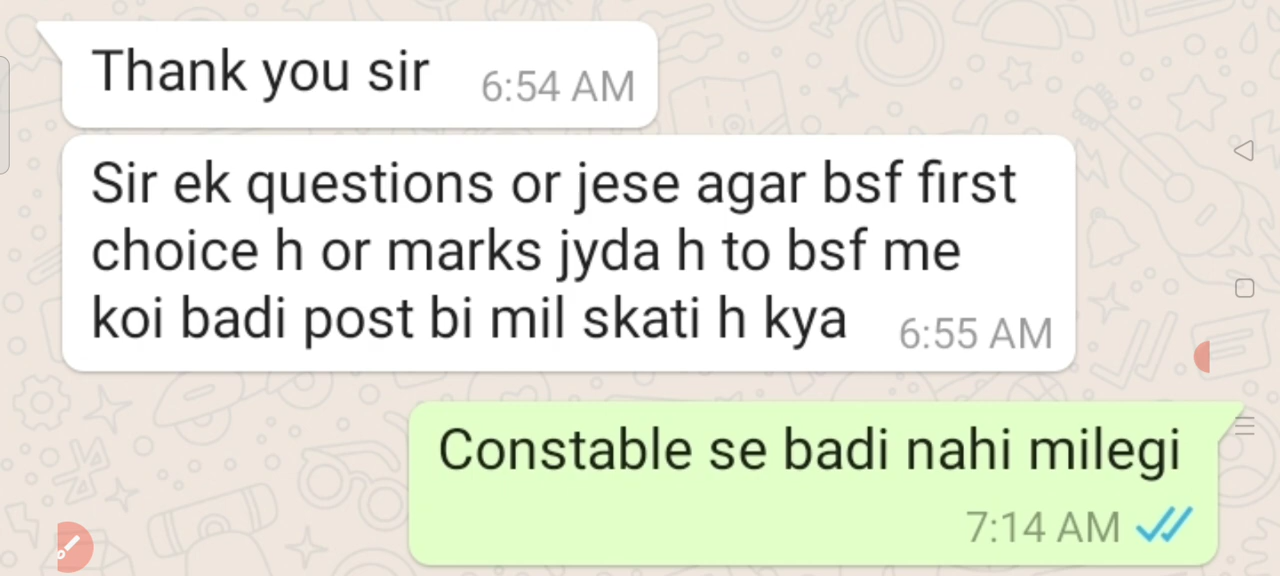 Thank you sir 6:54 AM
Sir ek questions or jese agar bsf first
choice h or marks jyda h to bsf me
koi badi post bi mil skati h kya 6:55 AM
Constable se badi nahi milegi
7:14 AM